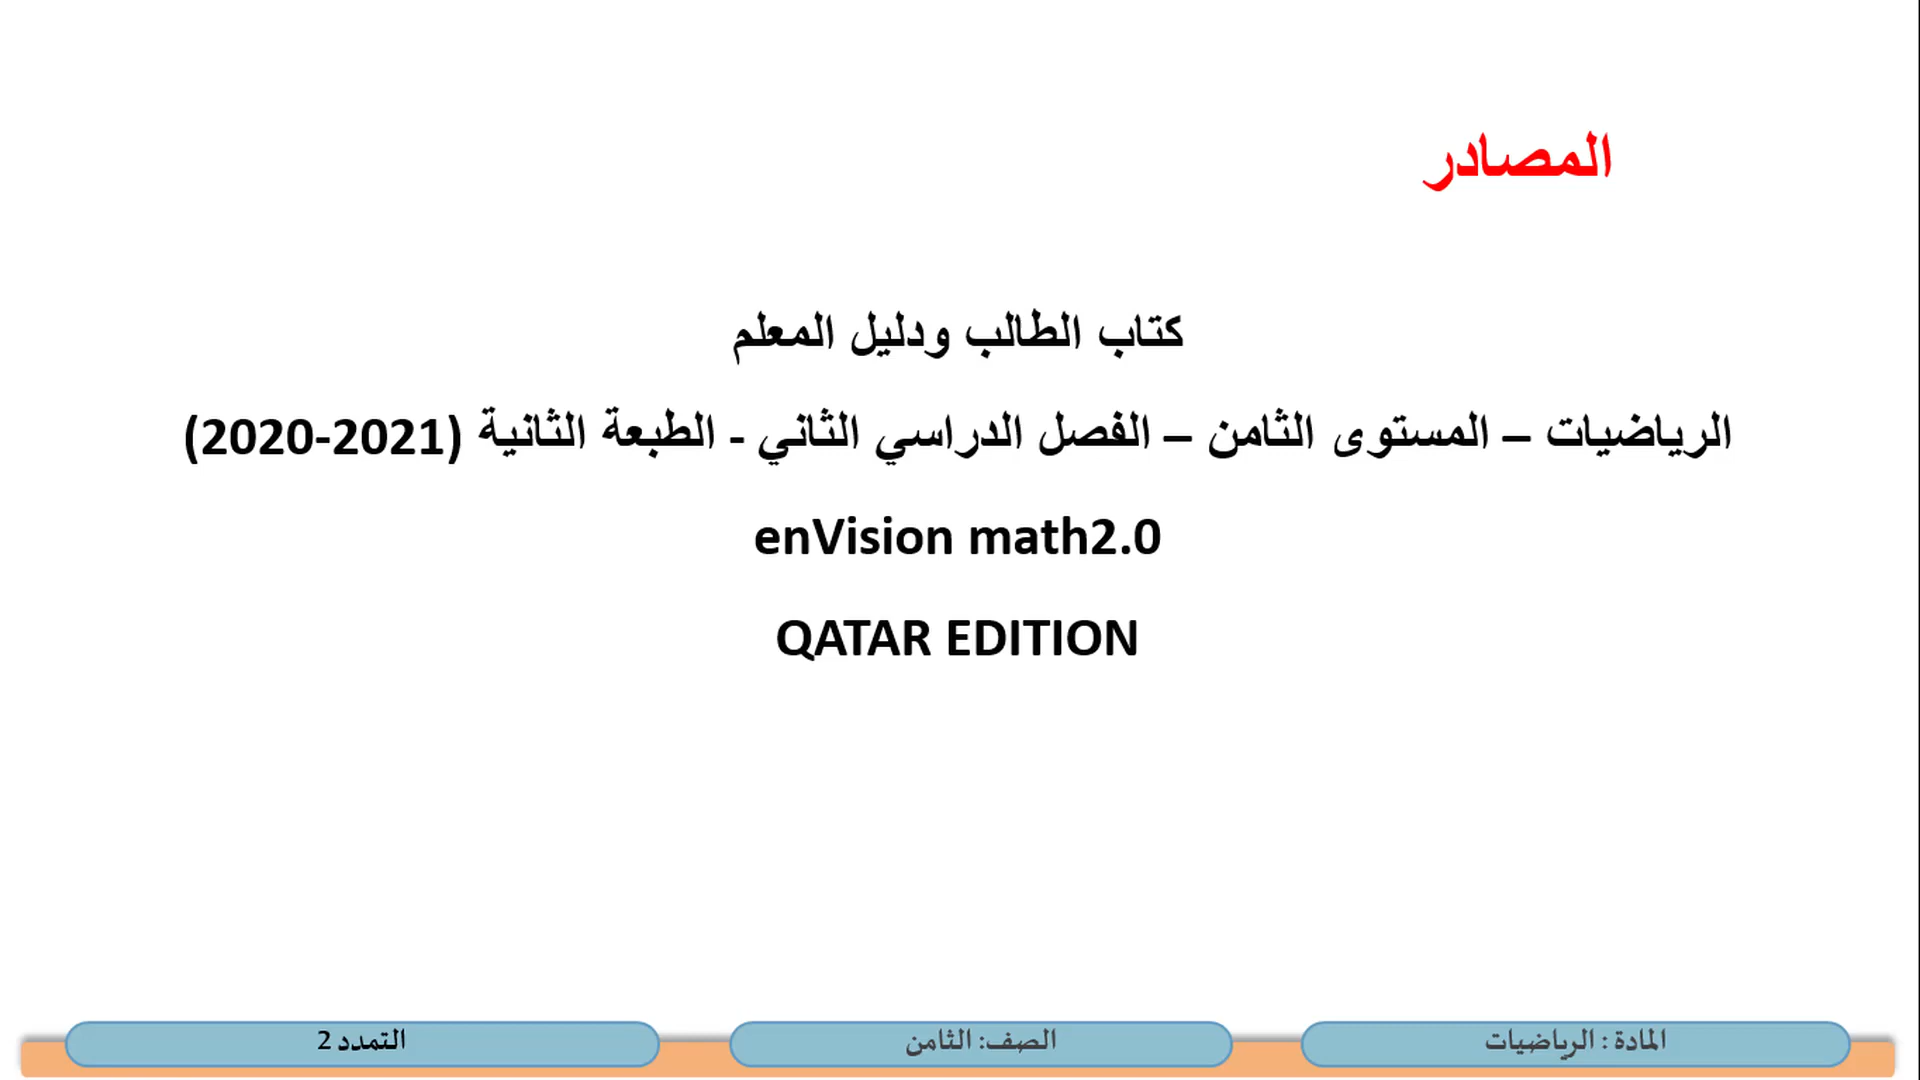 المصادر
كتاب الطالب ودليل المعلم
الرياضيات – المستوى الثامن – الفصل الدراسي الثاني - الطبعة الثانية (2020-2021)
enVision math2.0
QATAR EDITION
المادة : الرياضيات
الصف: الثامن
التمدد 2